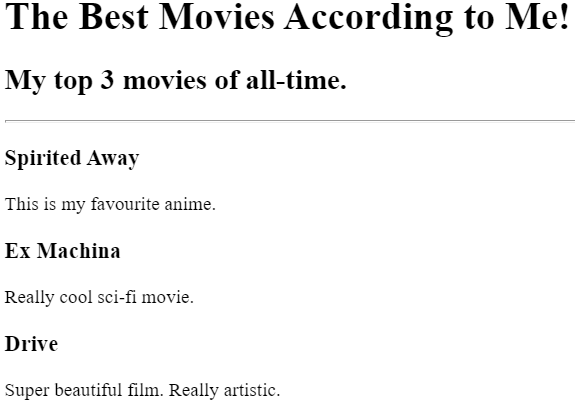 The Best Movies According to Me!
My top 3 movies of all-time.
Spirited Away
This is my favourite anime.
Ex Machina
Really cool sci-fi movie.
Drive
Super beautiful film. Really artistic.